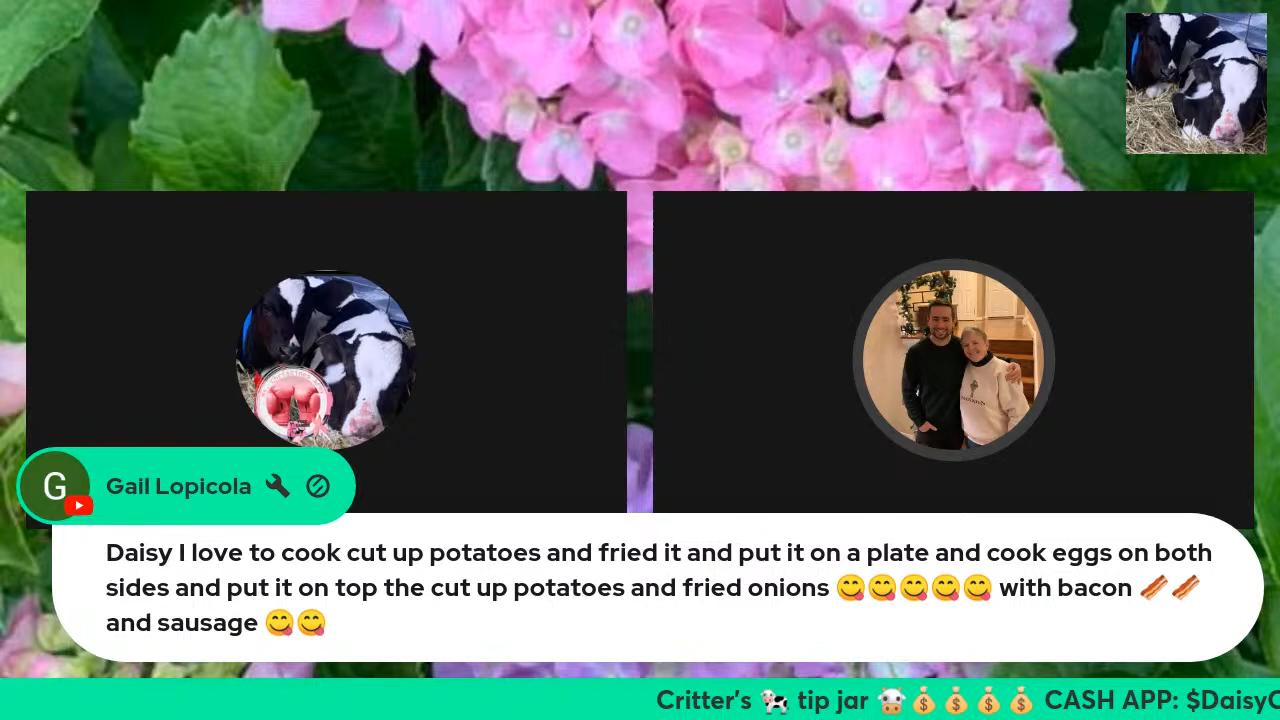 G
Gail Lopicola
Daisy I love to cook cut up potatoes and fried it and put it on a plate and cook eggs on both
sides and put it on top the cut up potatoes and fried onions 😋😋😋😋😋 with bacon 🥓🥓
and sausage 😋😋
Critter's 🐄 tip jar 🐮💰💰💰💰 CASH APP: $DaisyC